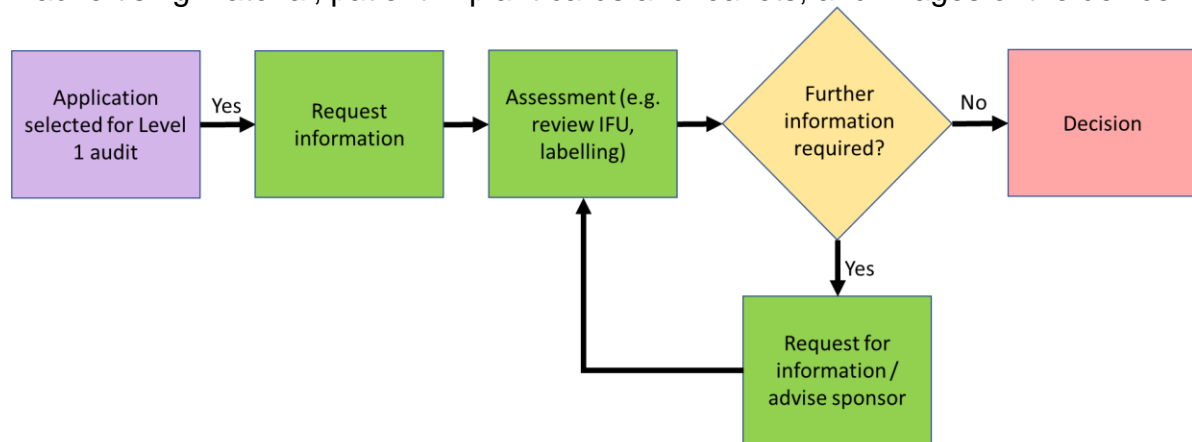 Application
selected for Level
1 audit
Yes
Request
information
Assessment (e.g.
review IFU,
labelling)
Further
information
required?
No
Decision
Yes
Request for
information /
advise sponsor